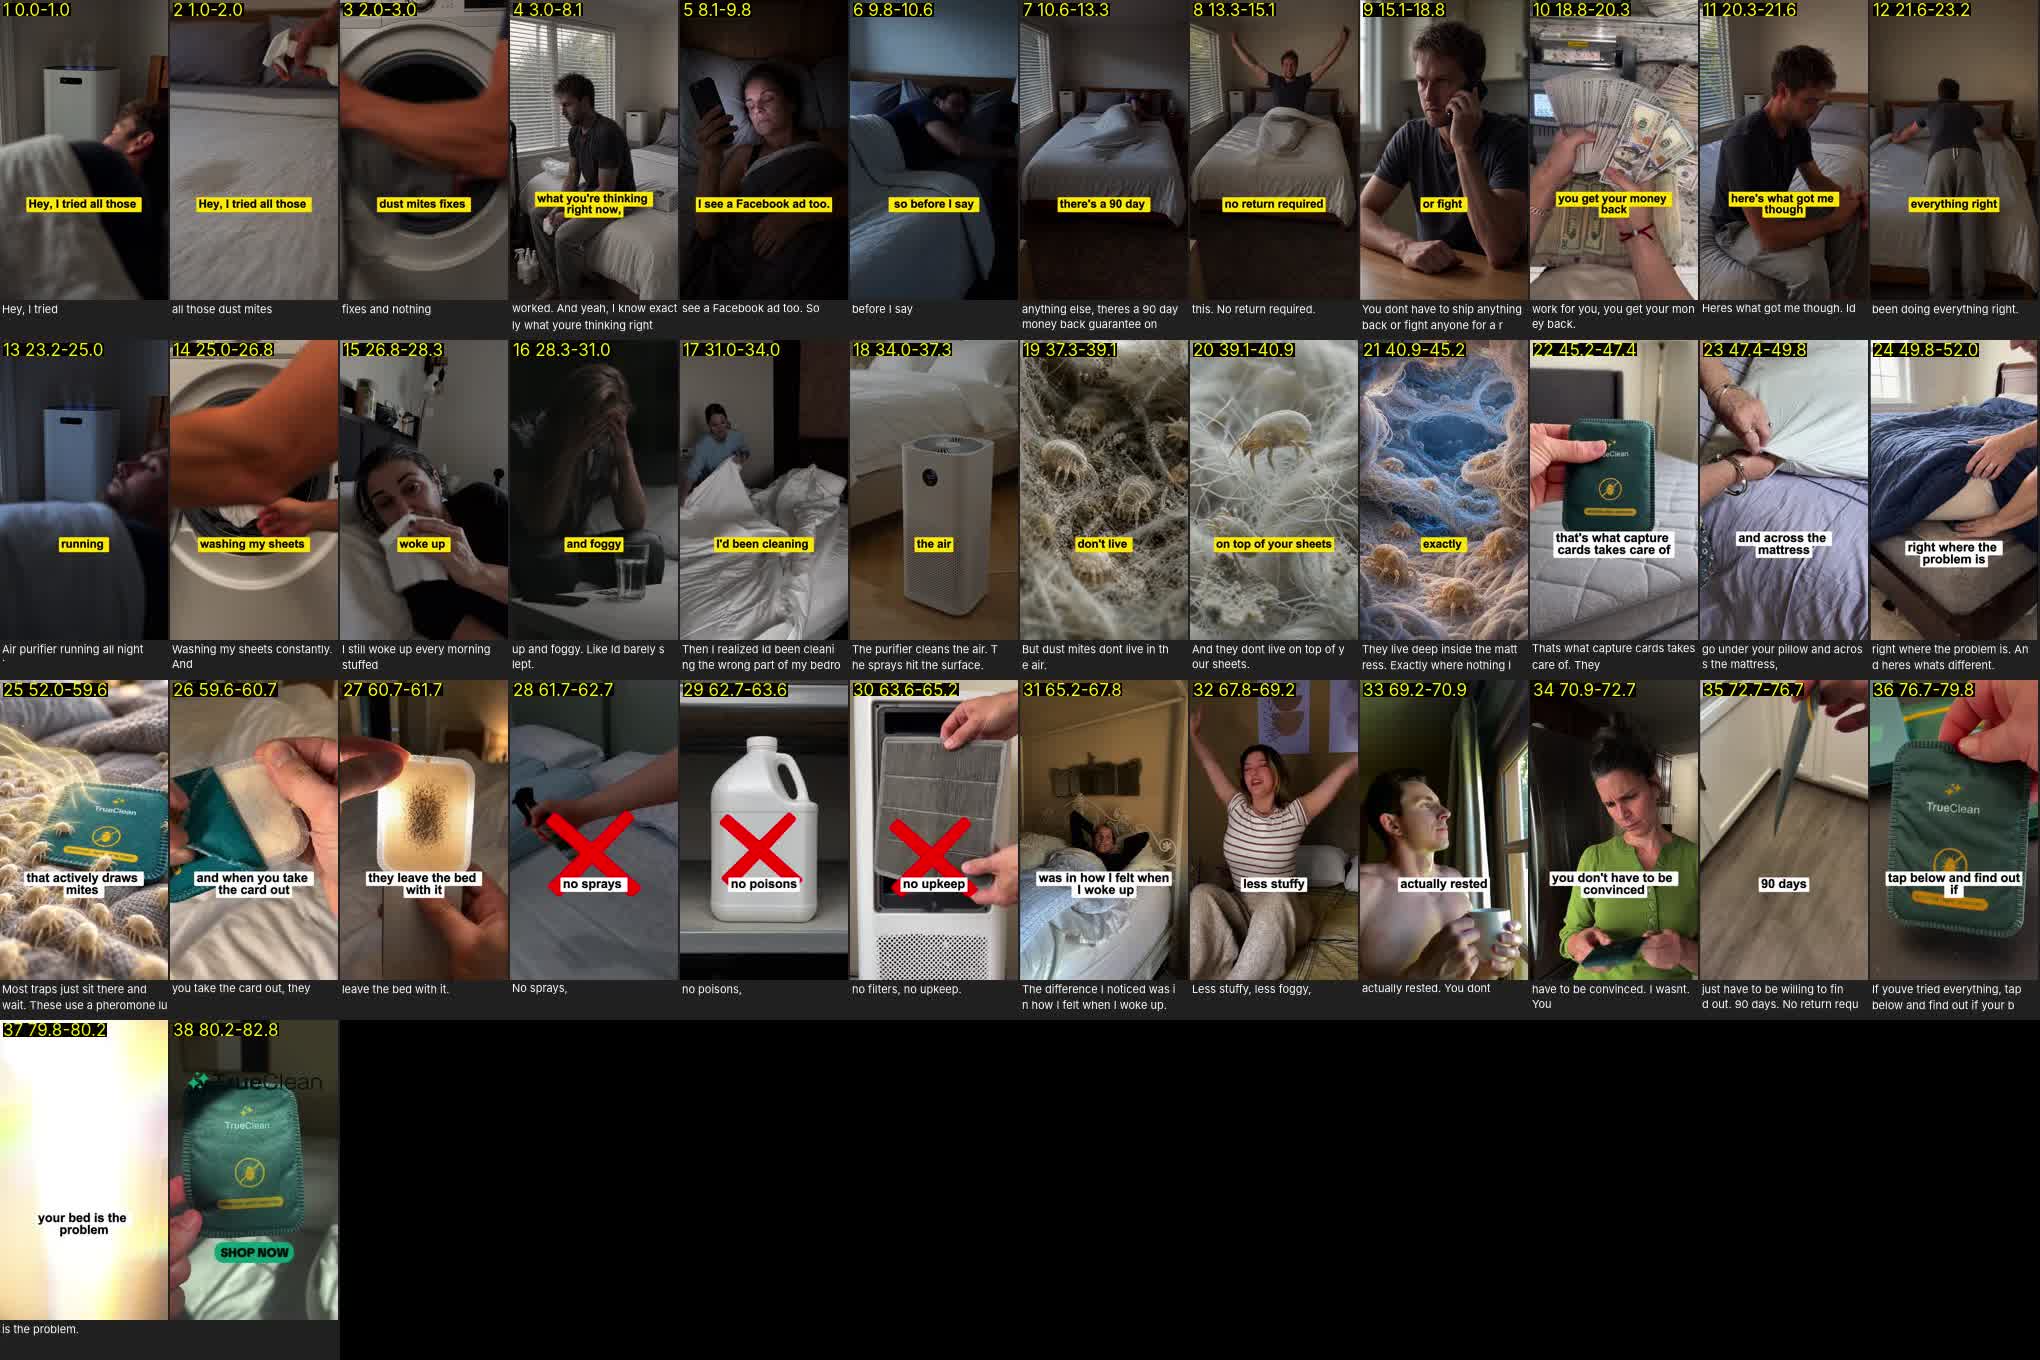 1 0.0-1.0
Hey, I tried all those
Hey, I tried
2 1.0-2.0
Hey, I tried all those
all those dust mites
3 2.0-3.0
dust mites fixes
fixes and nothing
4 3.0-8.1
what you're thinking
right now,
worked. And yeah, I know exact
ly what youre thinking right
5 8.1-9.8
I see a Facebook ad too.
see a Facebook ad too. So
6 9.8-10.6
so before I say
before I say
7 10.6-13.3
there's a 90 day
anything else, theres a 90 day
money back guarantee on
8 13.3-15.1
no return required
this. No return required.
9 15.1-18.8
or fight
You dont have to ship anything
back or fight anyone for a r
10 18.8-20.3
you get your money
back
work for you, you get your mon
ey back.
11 20.3-21.6
here's what got me
though
Heres what got me though. Id
12 21.6-23.2
everything right
been doing everything right.
13 23.2-25.0
running
Air purifier running all night
.
14 25.0-26.8
washing my sheets
Washing my sheets constantly.
And
15 26.8-28.3
woke up
I still woke up every morning
stuffed
16 28.3-31.0
and foggy
up and foggy. Like Id barely s
lept.
17 31.0-34.0
I'd been cleaning
Then I realized Id been cleani
ng the wrong part of my bedro
18 34.0-37.3
the air
The purifier cleans the air. T
he sprays hit the surface.
19 37.3-39.1
don't live
But dust mites dont live in th
e air.
20 39.1-40.9
on top of your sheets
And they dont live on top of y
our sheets.
21 40.9-45.2
exactly
They live deep inside the matt
ress. Exactly where nothing I
22 45.2-47.4
that's what capture
cards takes care of
Thats what capture cards takes
care of. They
23 47.4-49.8
and across the
mattress
go under your pillow and acros
s the mattress,
24 49.8-52.0
right where the
problem is
right where the problem is. An
d heres whats different.
25 52.0-59.6
TrueClean
that actively draws
mites
Most traps just sit there and
wait. These use a pheromone lu
26 59.6-60.7
and when you take
the card out
you take the card out, they
27 60.7-61.7
they leave the bed
with it
leave the bed with it.
28 61.7-62.7
no sprays
No sprays,
29 62.7-63.6
no poisons
no poisons,
30 63.6-65.2
no upkeep
no filters, no upkeep.
31 65.2-67.8
was in how I felt when
I woke up
The difference I noticed was i
n how I felt when I woke up.
32 67.8-69.2
less stuffy
Less stuffy, less foggy,
33 69.2-70.9
actually rested
actually rested. You dont
34 70.9-72.7
you don't have to be
convinced
have to be convinced. I wasnt.
You
35 72.7-76.7
90 days
just have to be willing to fin
d out. 90 days. No return requ
36 76.7-79.8
TrueClean
tap below and find out
if
If youve tried everything, tap
below and find out if your b
37 79.8-80.2
your bed is the
problem
is the problem.
38 80.2-82.8
TrueClean
TrueClean
SHOP NOW